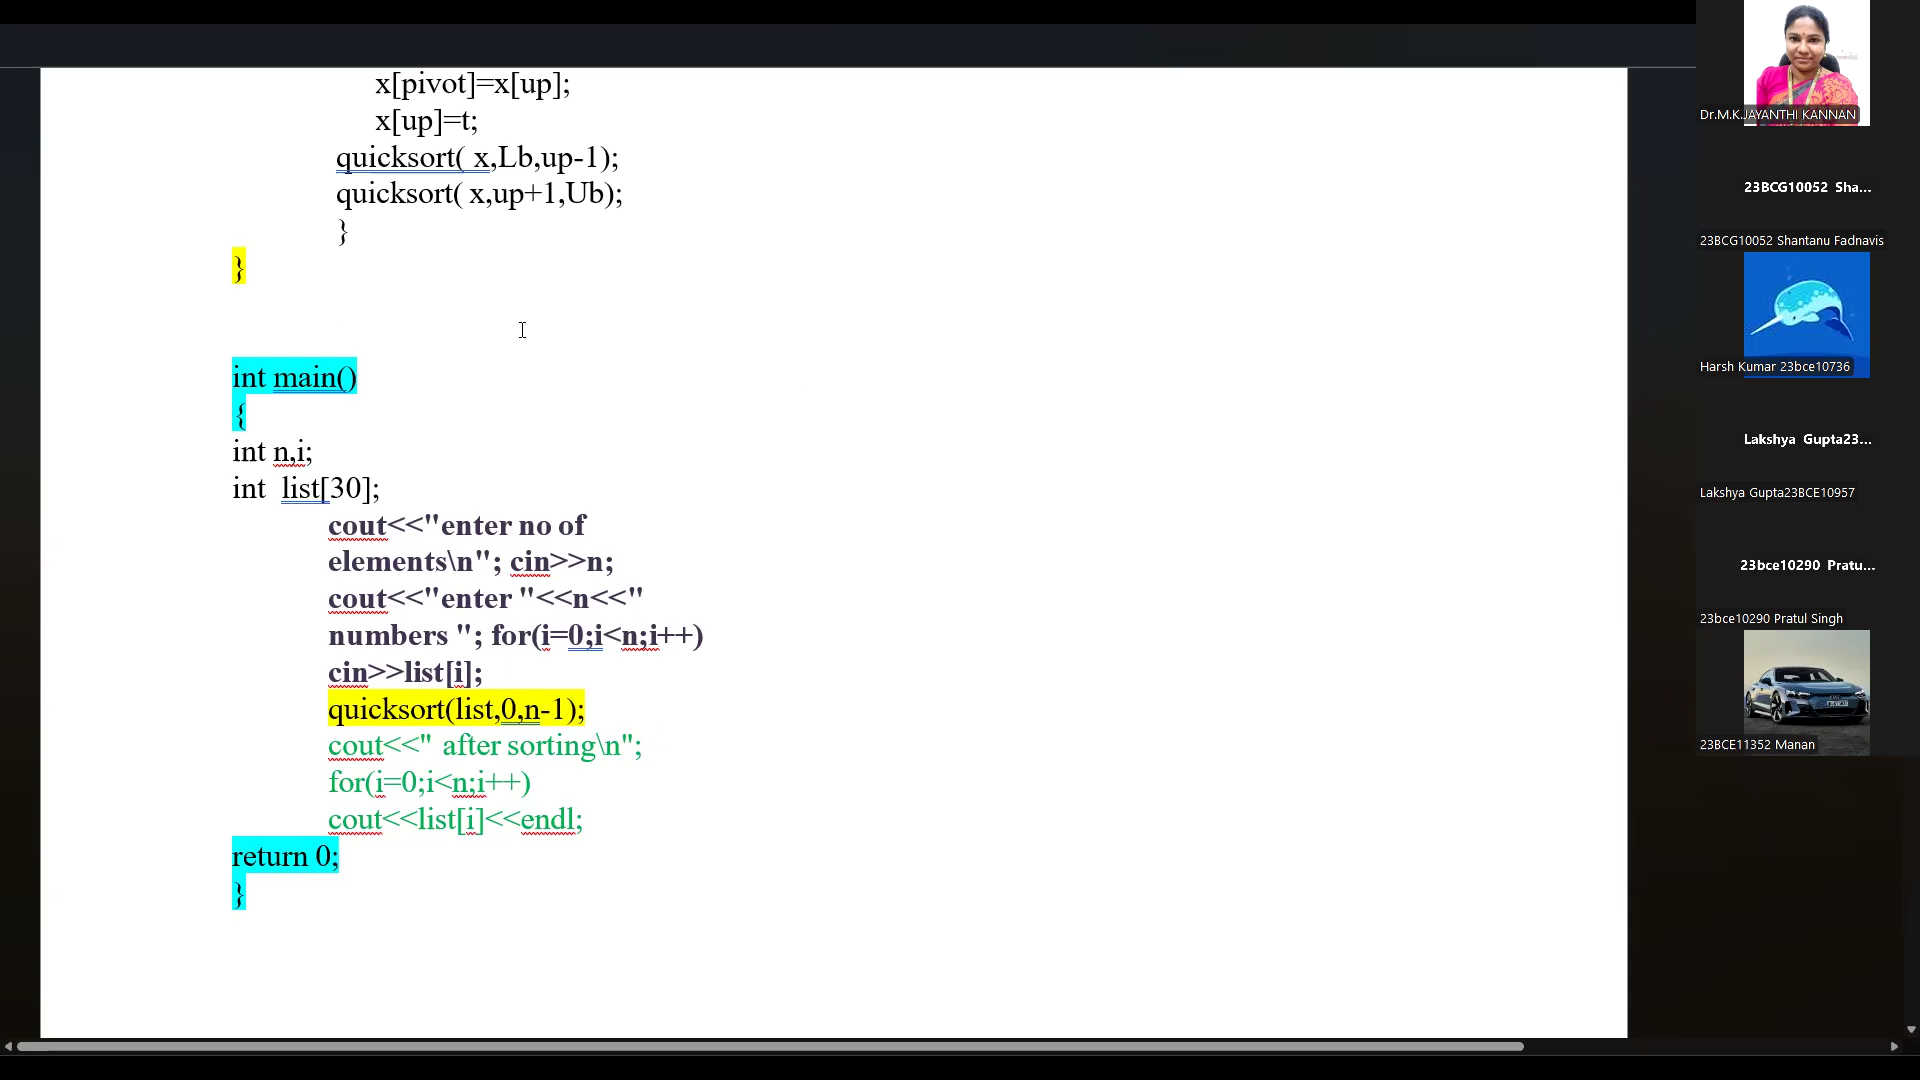 x[pivot]=x[up];
x[up]=t;
quicksort( x,Lb,up-1);
quicksort( x,up+1,Ub);
}
}
int main()
{
int n,i;
int list[30];
cout<<"enter no of
elements\n"; cin>>n;
cout<<"enter "<<n<<"
numbers "; for(i=0;i<n;i++)
cin>>list[i];
quicksort(list,0,n-1);
cout<<" after sorting\n";
for(i=0;i<n;i++)
cout<<list[i]<<endl;
return 0;
}
Dr.M.K.JAYANTHI KANNAN
23BCG10052 Sha...
23BCG10052 Shantanu Fadnavis
Harsh Kumar 23bce10736
Lakshya Gupta23...
Lakshya Gupta23BCE10957
23bce10290 Pratu...
23bce10290 Pratul Singh
23BCE11352 Manan